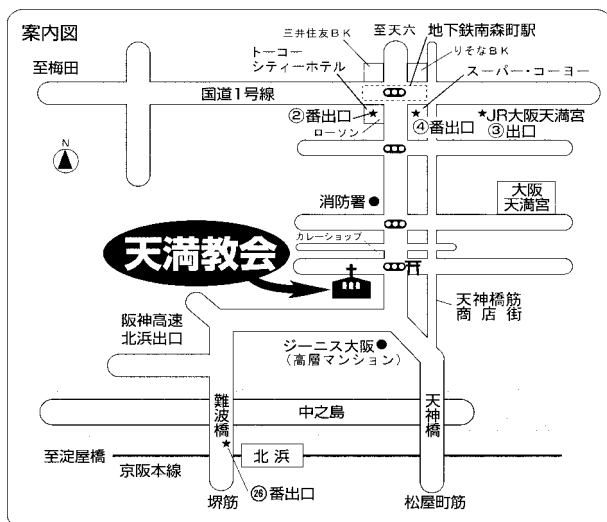 案内図
三井住友BK
至天六
地下鉄南森町駅
至梅田
トーコー
シティーホテル
りそなBK
スーパー・コーヨー
国道1号線
②番出口
ローソン
④番出口
JR大阪天満宮
③出口
N
消防署
大阪
天満宮
カレーショップ
天満教会
天神橋筋
商店街
阪神高速
北浜出口
ジーニス大阪
(高層マンション)
難波橋
中之島
天神橋
至淀屋橋
京阪本線
北浜
㉖番出口
堺筋
松屋町筋